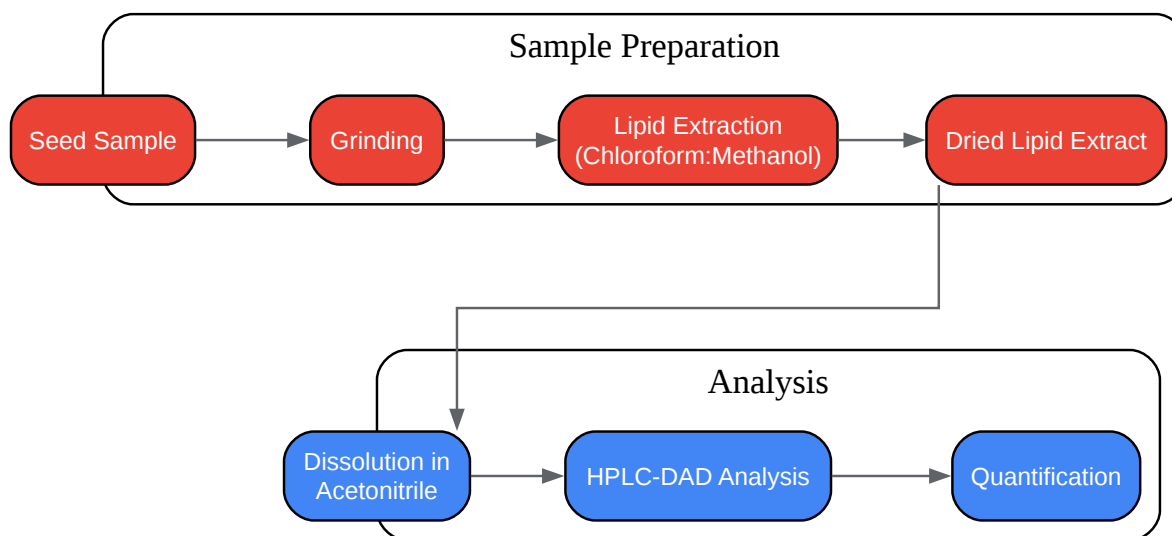 Sample Preparation
Seed Sample
Grinding
Lipid Extraction
(Chloroform:Methanol)
Dried Lipid Extract
Analysis
Dissolution in
Acetonitrile
HPLC-DAD Analysis
Quantification